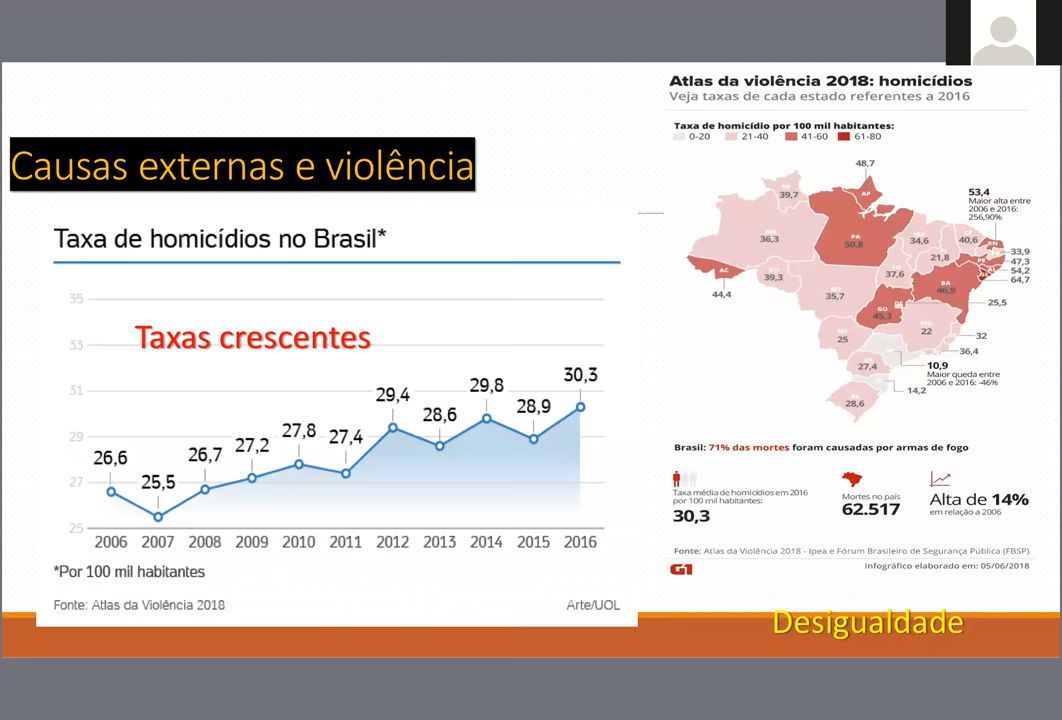 Causas externas e violência
Taxa de homicídios no Brasil*
Taxas crescentes
35
33
31
29
27
25
26,6
25,5
26,7
27,2
27,8
27,4
29,4
28,6
29,8
28,9
30,3
2006 2007 2008 2009 2010 2011 2012 2013 2014 2015 2016
*Por 100 mil habitantes
Fonte: Atlas da Violência 2018
Arte/UOL
Atlas da violência 2018: homicídios
Veja taxas de cada estado referentes a 2016
Taxa de homicídio por 100 mil habitantes:
0-20 21-40 41-60 61-80
48,7
39,7
AP
53,4
Maior alta entre
2006 e 2016:
256,90%
AM
36,3
PA
50,8
34,6
40,6
RN
33,9
47,3
54,2
64,7
21,8
AC
44,4
39,3
37,6
BA
46,9
25,5
35,7
GO
45,3
DF
22
32
36,4
25
10,9
Maior queda entre
2006 e 2016: -46%
27,4
14,2
28,6
Brasil: 71% das mortes foram causadas por armas de fogo
Taxa média de homicídios em 2016
por 100 mil habitantes:
30,3
Mortes no país
62.517
Alta de 14%
em relação a 2006
Fonte: Atlas da Violência 2018 - Ipea e Fórum Brasileiro de Segurança Pública (FBSP)
G1
Infográfico elaborado em: 05/06/2018
Desigualdade